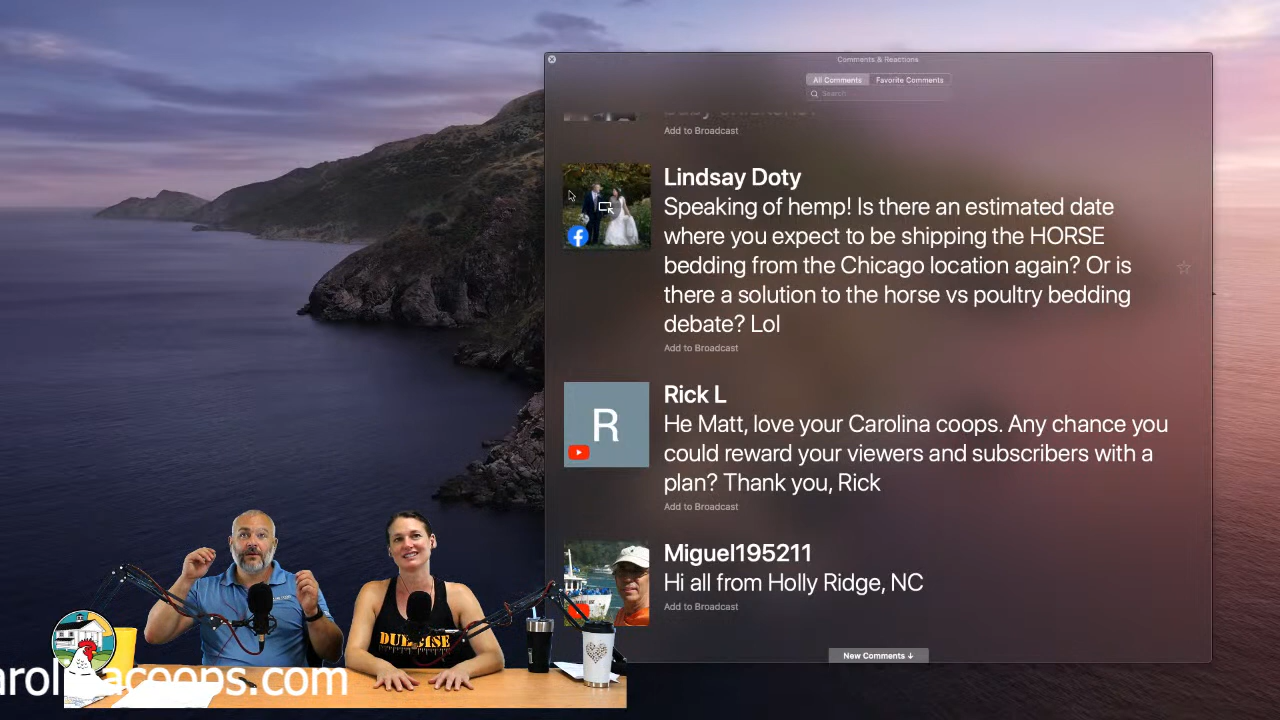 Comments & Reactions
All Comments Favorite Comments
Search
Add to Broadcast
Lindsay Doty
Speaking of hemp! Is there an estimated date
where you expect to be shipping the HORSE
bedding from the Chicago location again? Or is
there a solution to the horse vs poultry bedding
debate? Lol
Add to Broadcast
R
Rick L
He Matt, love your Carolina coops. Any chance you
could reward your viewers and subscribers with a
plan? Thank you, Rick
Add to Broadcast
Miguel195211
Hi all from Holly Ridge, NC
Add to Broadcast
New Comments ↓